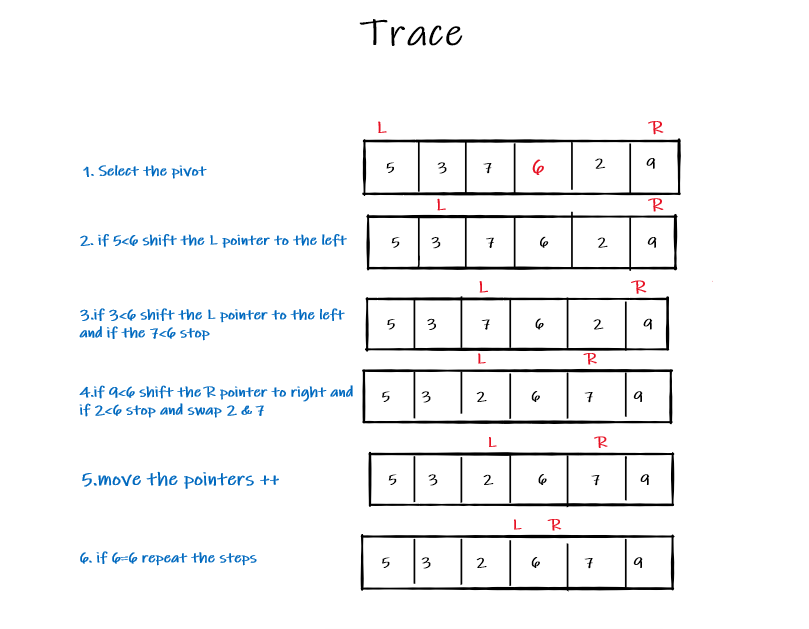 Trace
L R
1. Select the pivot
5 3 7 6 2 9
L R
2. if 5<6 shift the L pointer to the left
5 3 7 6 2 9
L R
3.if 3<6 shift the L pointer to the left
and if the 7<6 stop
5 3 7 6 2 9
L R
4.if 9<6 shift the R pointer to right and
if 2<6 stop and swap 2 & 7
5 3 2 6 7 9
L R
5.move the pointers ++
5 3 2 6 7 9
L R
6. if 6=6 repeat the steps
5 3 2 6 7 9